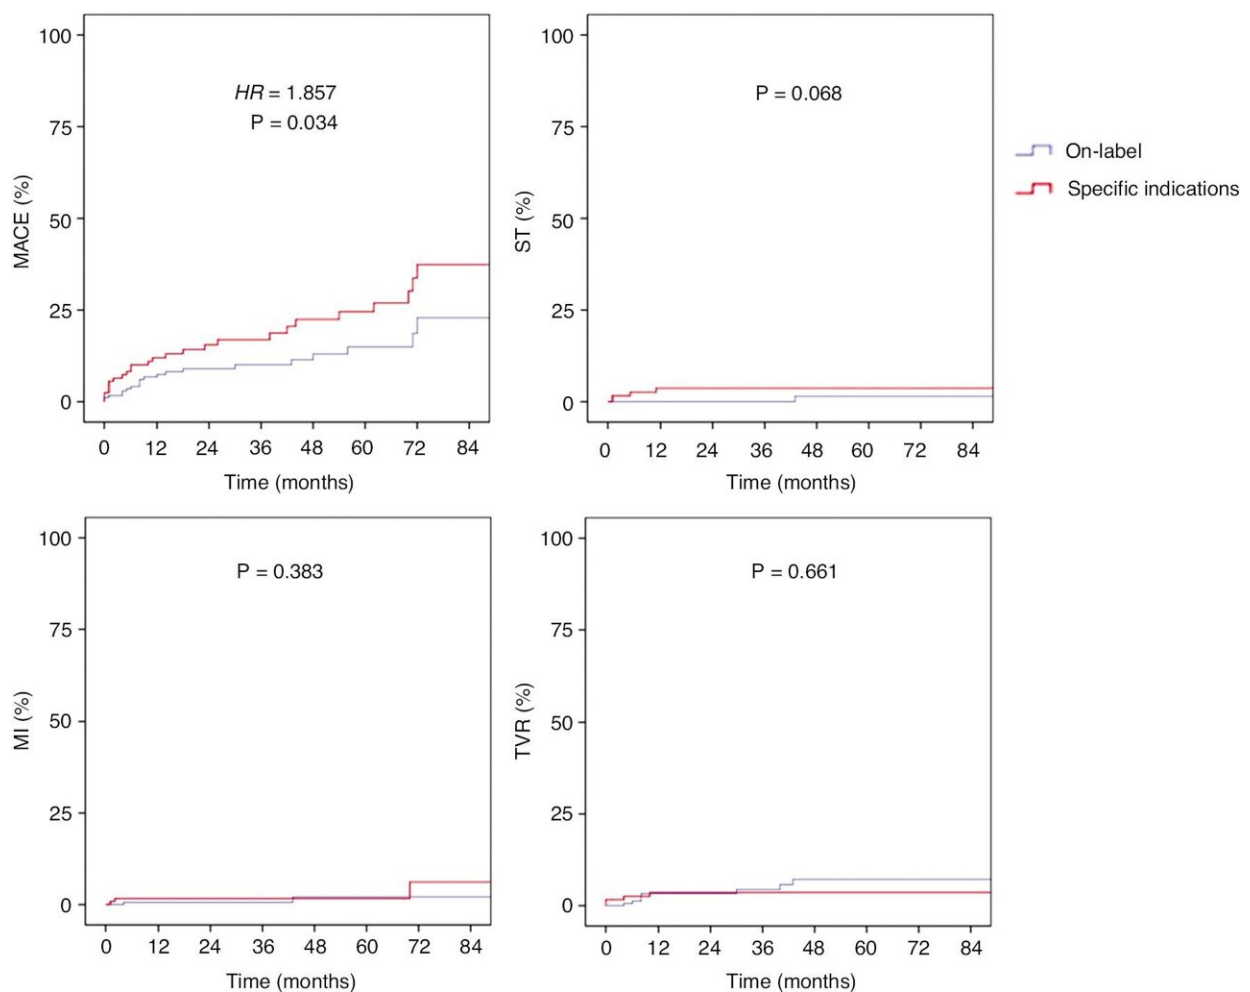 100
75
50
25
0
MACE (%)
HR = 1.857
P = 0.034
0 12 24 36 48 60 72 84
Time (months)
100
75
50
25
0
ST (%)
P = 0.068
0 12 24 36 48 60 72 84
Time (months)
On-label
Specific indications
100
75
50
25
0
MI (%)
P = 0.383
0 12 24 36 48 60 72 84
Time (months)
100
75
50
25
0
TVR (%)
P = 0.661
0 12 24 36 48 60 72 84
Time (months)